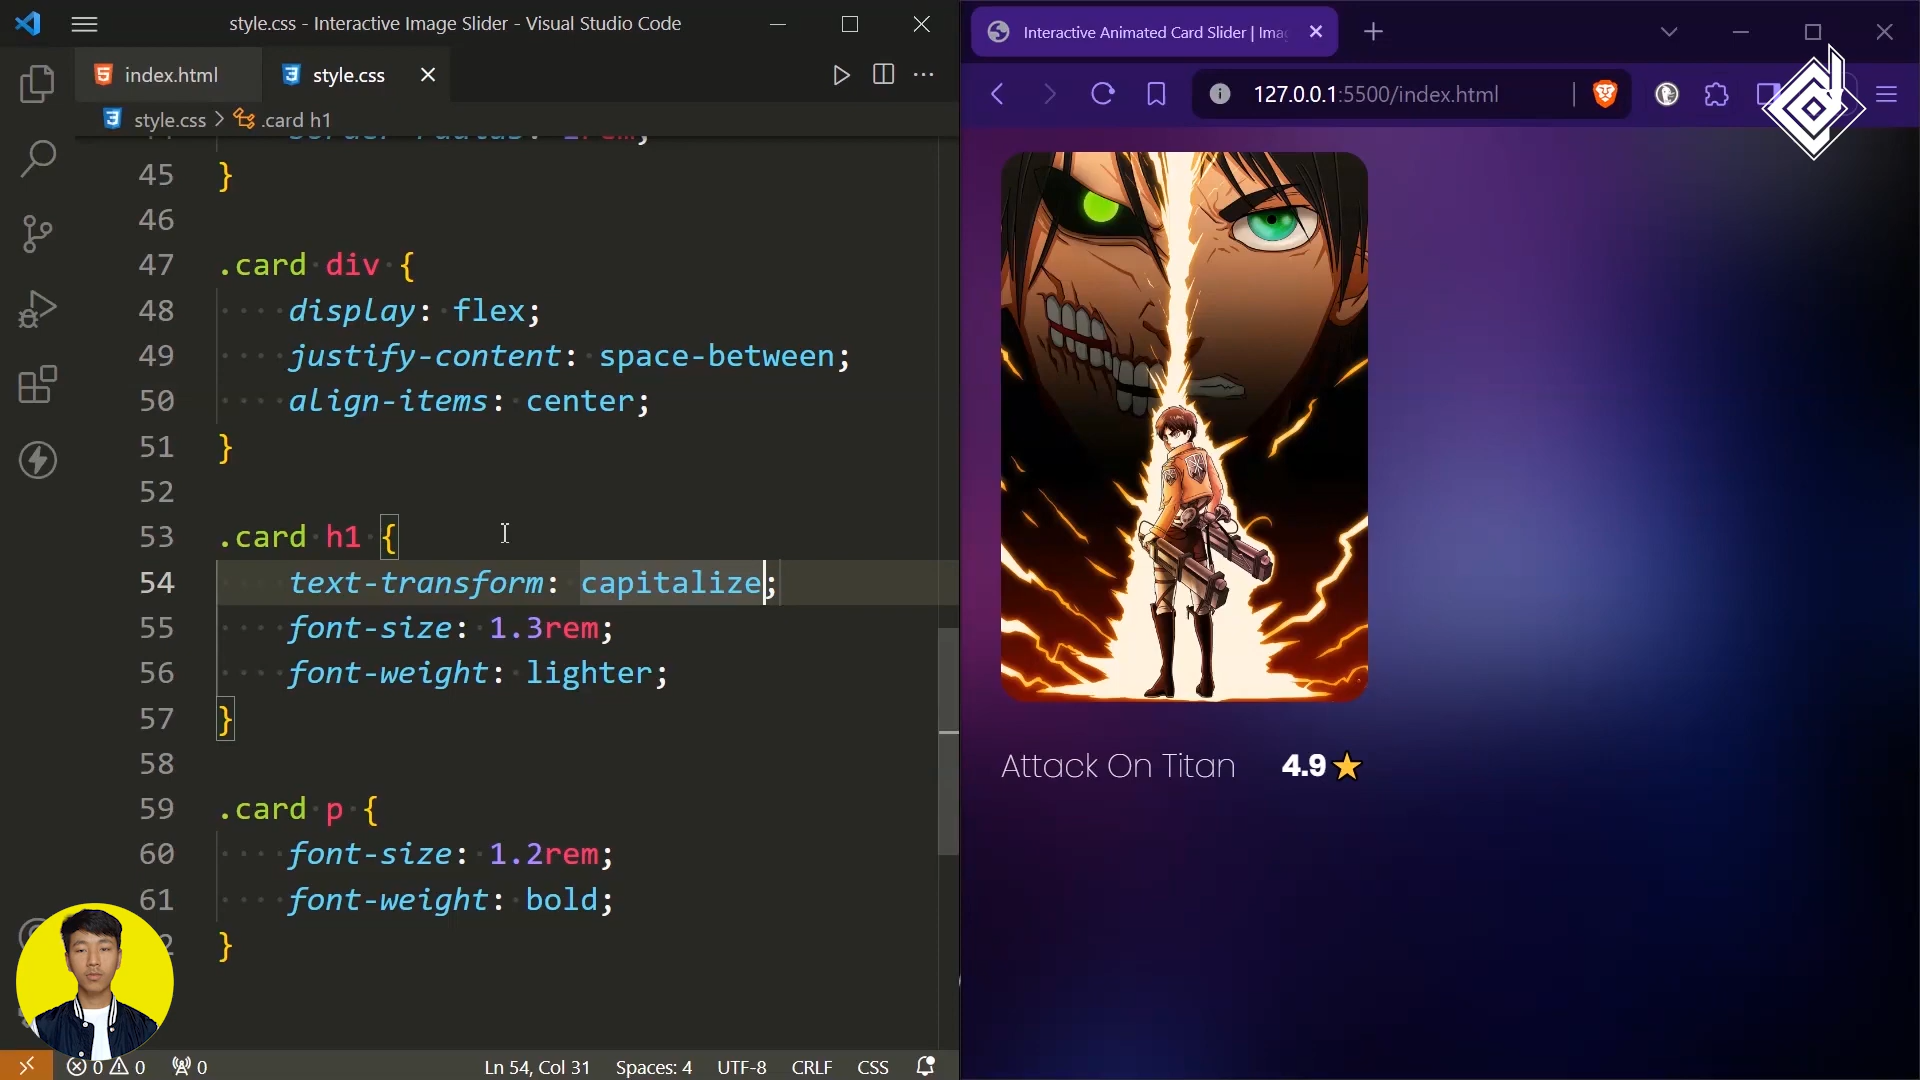 style.css - Interactive Image Slider - Visual Studio Code
index.html
style.css
style.css > .card h1
45 }
46
47 .card div {
48 display: flex;
49 justify-content: space-between;
50 align-items: center;
51 }
52
53 .card h1 {
54 text-transform: capitalize;
55 font-size: 1.3rem;
56 font-weight: lighter;
57 }
58
59 .card p {
60 font-size: 1.2rem;
61 font-weight: bold;
2 }
0 0 0
Ln 54, Col 31 Spaces: 4 UTF-8 CRLF CSS
Interactive Animated Card Slider | Ima
127.0.0.1:5500/index.html
Attack On Titan 4.9